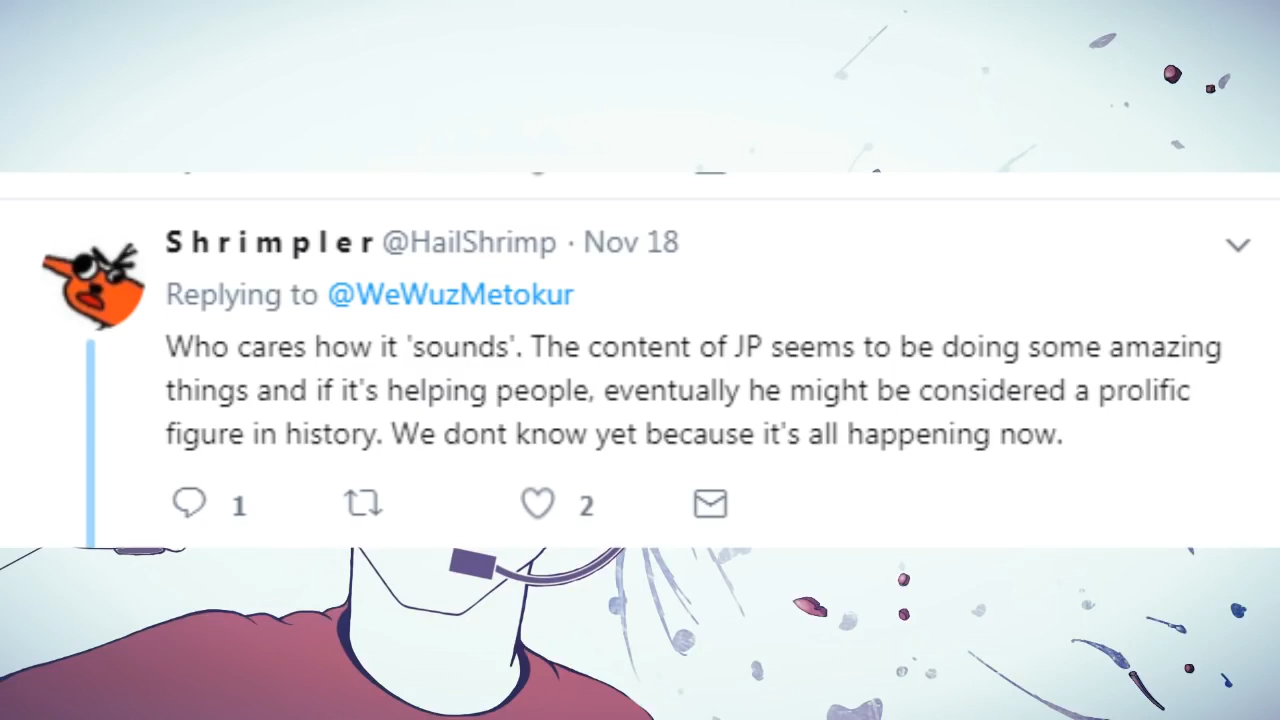 S h r i m p l e r @HailShrimp · Nov 18
Replying to @WeWuzMetokur
Who cares how it 'sounds'. The content of JP seems to be doing some amazing
things and if it's helping people, eventually he might be considered a prolific
figure in history. We dont know yet because it's all happening now.
1 2